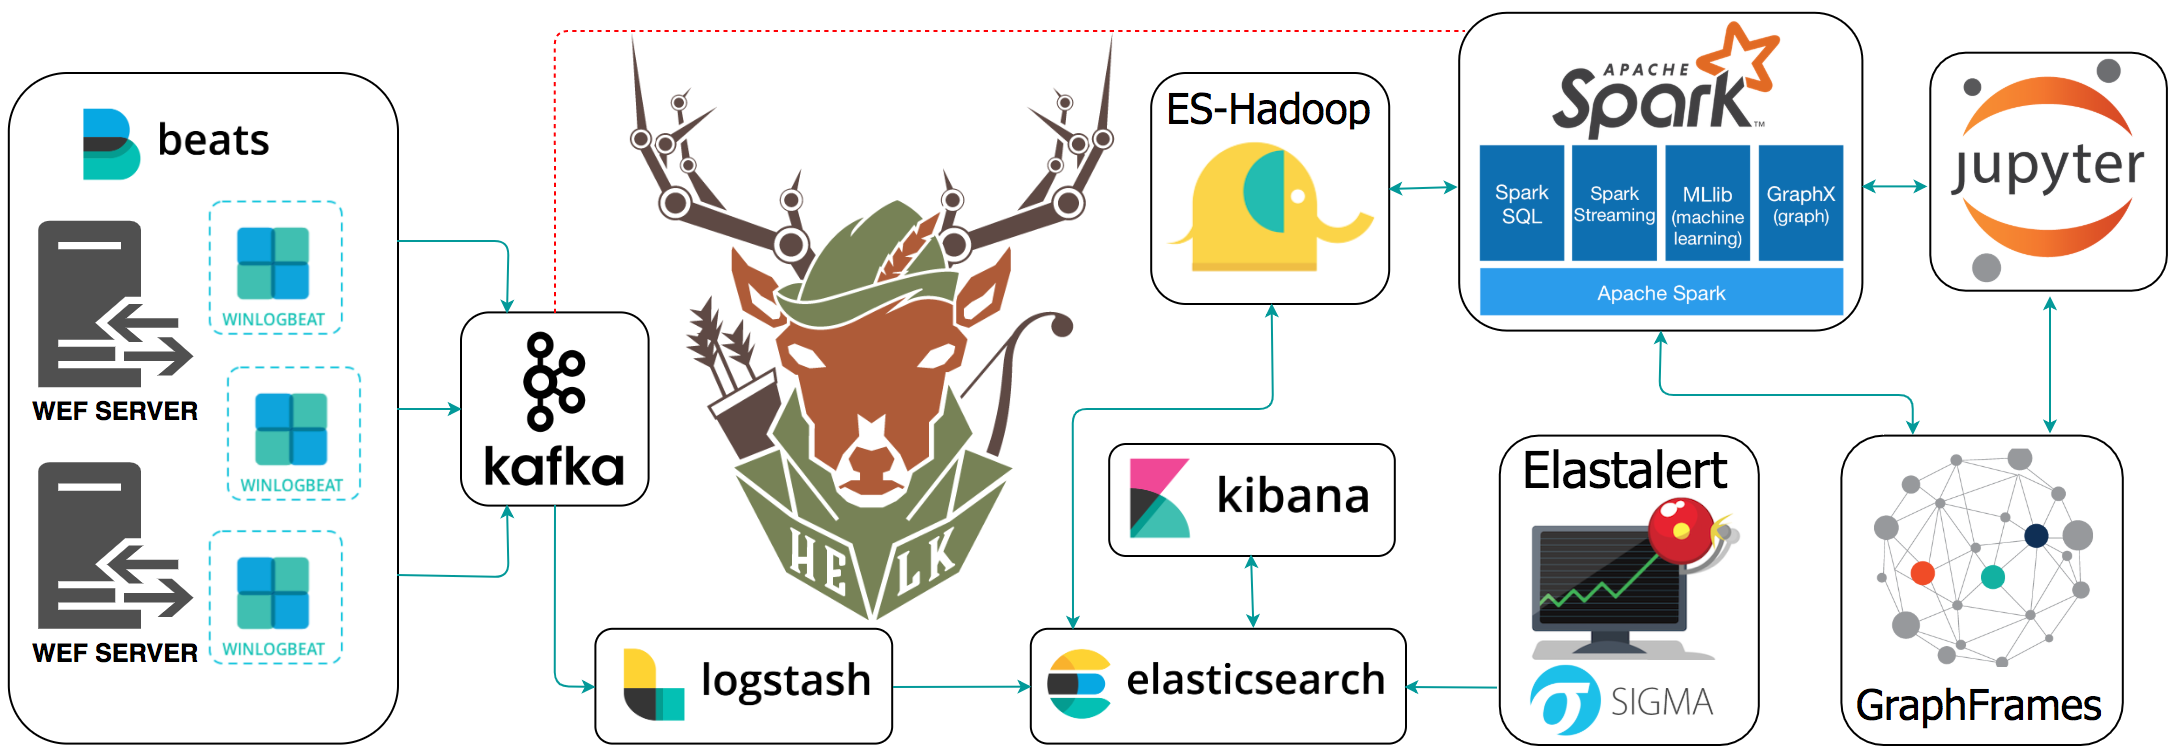 beats
WINLOGBEAT
WEF SERVER
WINLOGBEAT
WEF SERVER
WINLOGBEAT
kafka
HE LK
logstash
ES-Hadoop
kibana
elasticsearch
APACHE
Spark™
Spark
SQL
Spark
Streaming
MLlib
(machine
learning)
GraphX
(graph)
Apache Spark
jupyter
Elastalert
SIGMA
GraphFrames